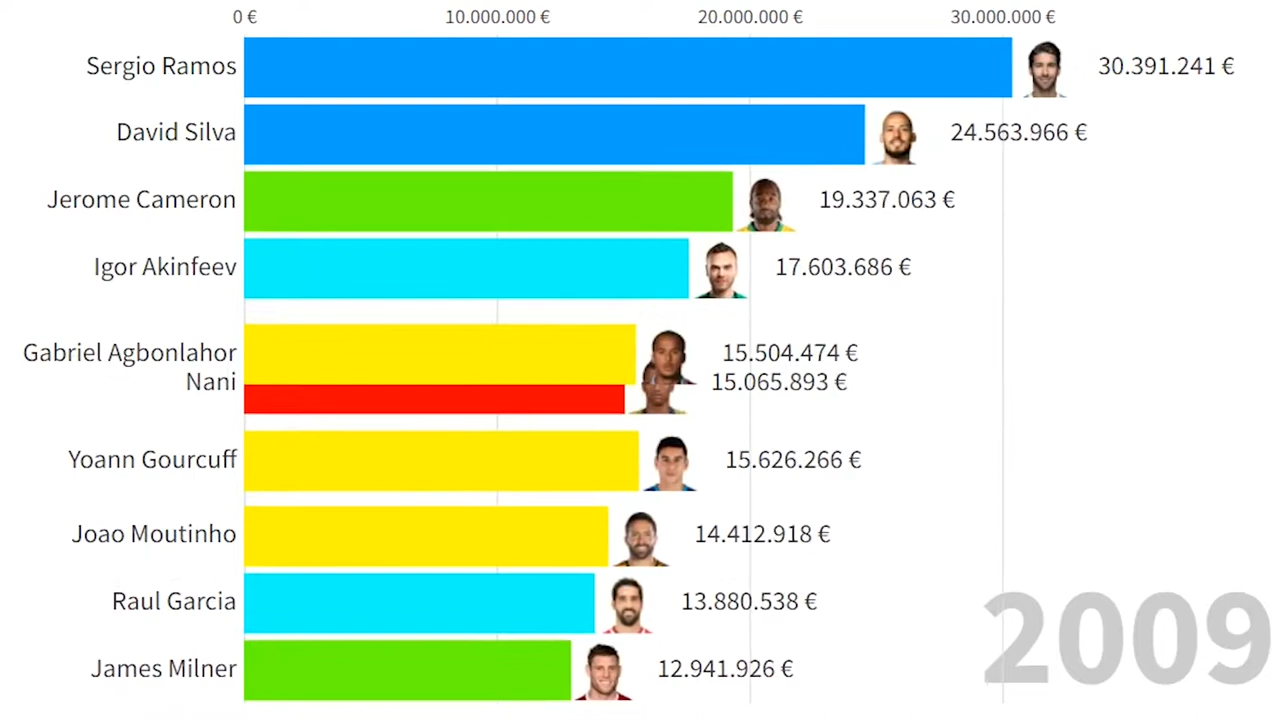 0 € 10.000.000 € 20.000.000 € 30.000.000 €
Sergio Ramos 30.391.241 €
David Silva 24.563.966 €
Jerome Cameron 19.337.063 €
Igor Akinfeev 17.603.686 €
Gabriel Agbonlahor 15.504.474 €
Nani 15.065.893 €
Yoann Gourcuff 15.626.266 €
Joao Moutinho 14.412.918 €
Raul Garcia 13.880.538 €
James Milner 12.941.926 €
2009